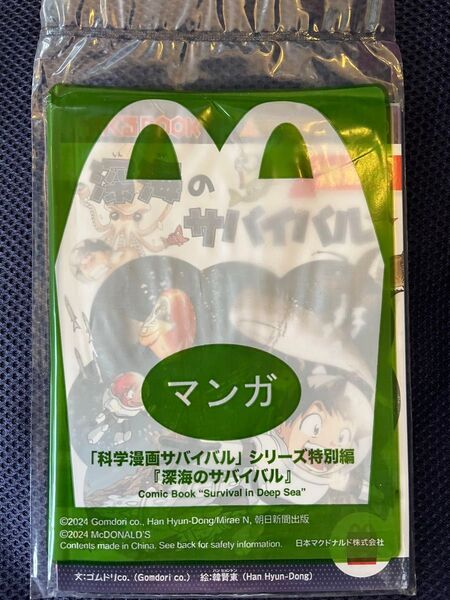 深海の
サバイバル
マンガ
「科学漫画サバイバル」シリーズ特別編
『深海のサバイバル』
Comic Book "Survival in Deep Sea"
©2024 Gomdori co., Han Hyun-Dong/Mirae N, 朝日新聞出版
©2024 McDONALD'S
Contents made in China. See back for safety information.
日本マクドナルド株式会社
文:ゴムドリco. (Gomdori co.) 絵:韓賢東 (Han Hyun-Dong)